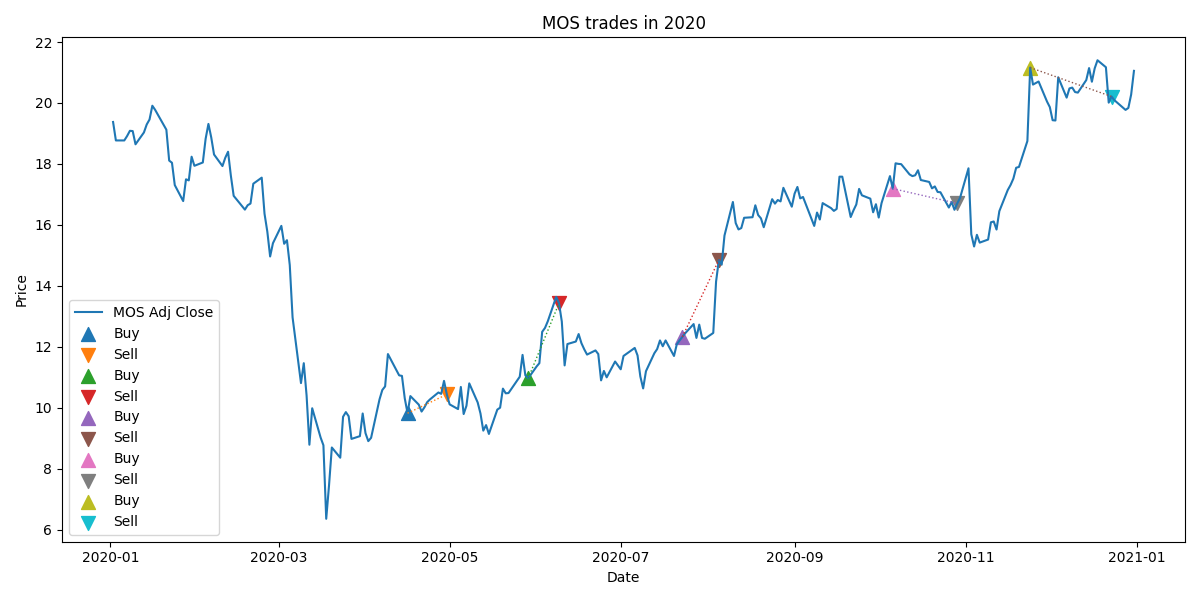 MOS trades in 2020
Price
22
20
18
16
14
12
10
8
6
MOS Adj Close
Buy
Sell
Buy
Sell
Buy
Sell
Buy
Sell
Buy
Sell
2020-01 2020-03 2020-05 2020-07 2020-09 2020-11 2021-01
Date